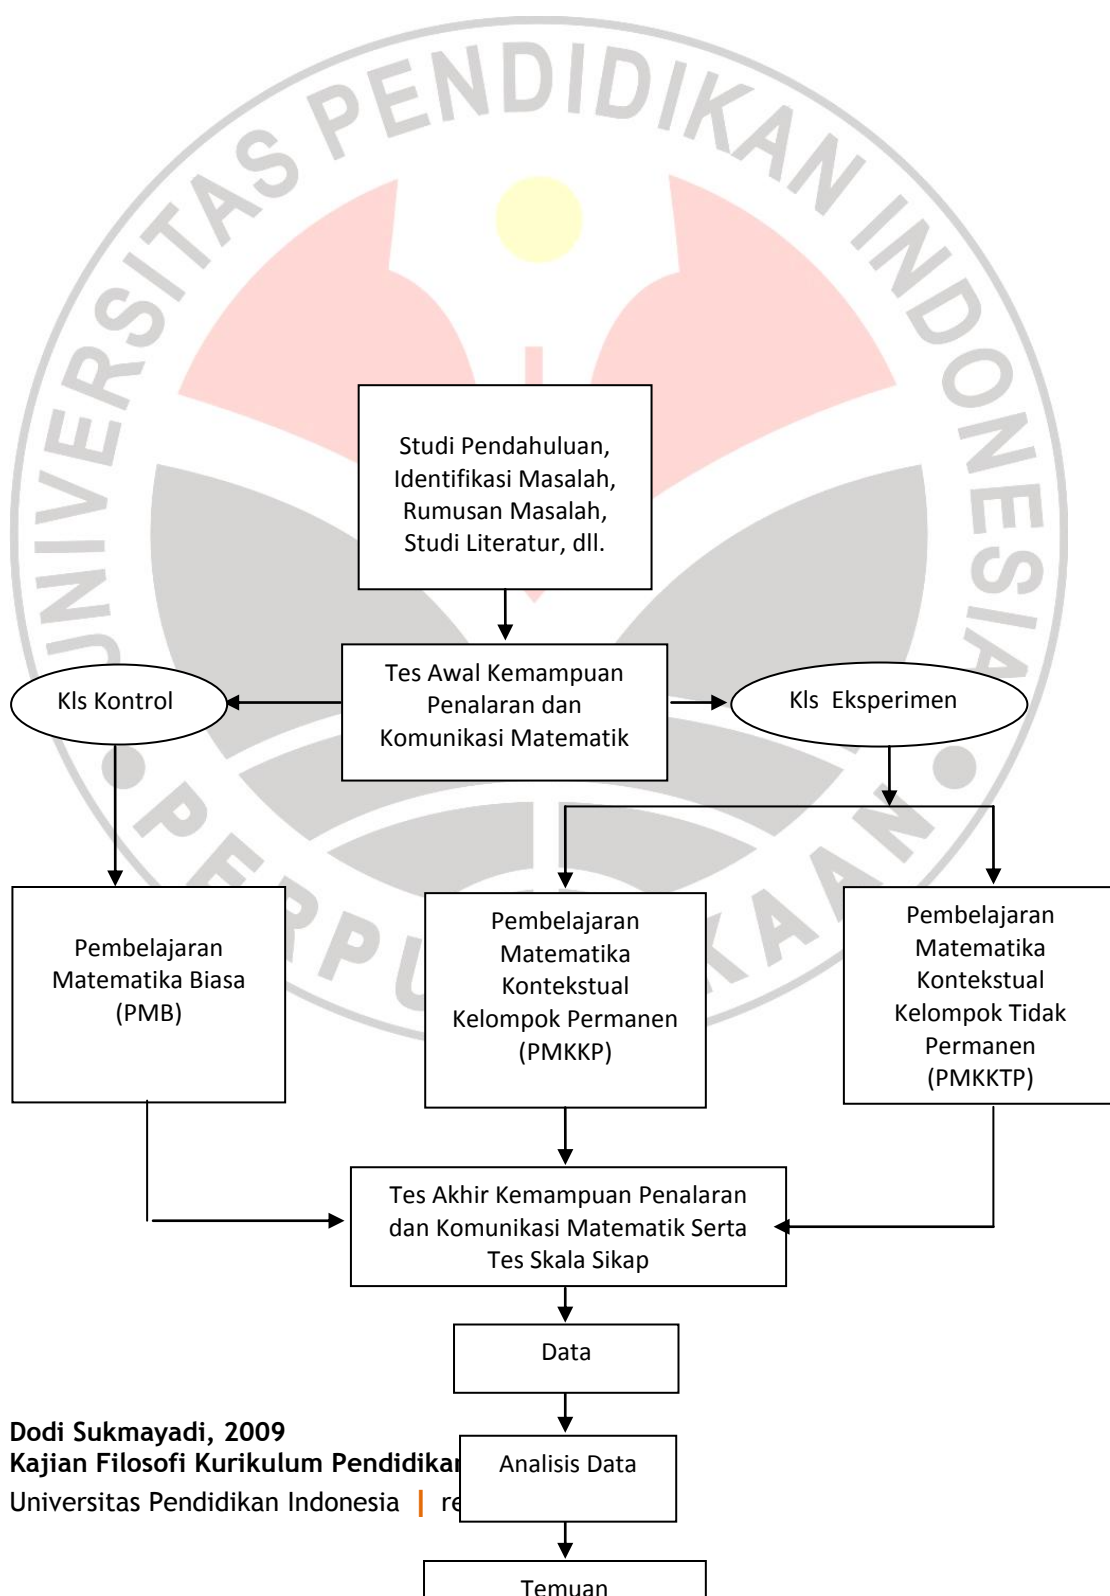 UNIVERSITAS PENDIDIKAN INDONESIA
Studi Pendahuluan,
Identifikasi Masalah,
Rumusan Masalah,
Studi Literatur, dll.
Tes Awal Kemampuan
Penalaran dan
Komunikasi Matematik
Kls Kontrol
Kls Eksperimen
Pembelajaran
Matematika Biasa
(PMB)
Pembelajaran
Matematika
Kontekstual
Kelompok Permanen
(PMKKP)
Pembelajaran
Matematika
Kontekstual
Kelompok Tidak
Permanen
(PMKKTP)
Tes Akhir Kemampuan Penalaran
dan Komunikasi Matematik Serta
Tes Skala Sikap
Data
Dodi Sukmayadi, 2009
Kajian Filosofi Kurikulum
Universitas Pendidikan Indonesia |
Analisis Data
Temuan